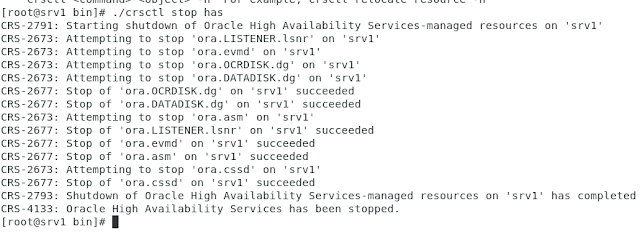 [root@srv1 bin]# ./crsctl stop has
CRS-2791: Starting shutdown of Oracle High Availability Services-managed resources on 'srv1'
CRS-2673: Attempting to stop 'ora.LISTENER.lsnr' on 'srv1'
CRS-2673: Attempting to stop 'ora.evmd' on 'srv1'
CRS-2673: Attempting to stop 'ora.OCRDISK.dg' on 'srv1'
CRS-2673: Attempting to stop 'ora.DATADISK.dg' on 'srv1'
CRS-2677: Stop of 'ora.OCRDISK.dg' on 'srv1' succeeded
CRS-2677: Stop of 'ora.DATADISK.dg' on 'srv1' succeeded
CRS-2673: Attempting to stop 'ora.asm' on 'srv1'
CRS-2677: Stop of 'ora.LISTENER.lsnr' on 'srv1' succeeded
CRS-2677: Stop of 'ora.evmd' on 'srv1' succeeded
CRS-2677: Stop of 'ora.asm' on 'srv1' succeeded
CRS-2673: Attempting to stop 'ora.cssd' on 'srv1'
CRS-2677: Stop of 'ora.cssd' on 'srv1' succeeded
CRS-2793: Shutdown of Oracle High Availability Services-managed resources on 'srv1' has completed
CRS-4133: Oracle High Availability Services has been stopped.
[root@srv1 bin]#